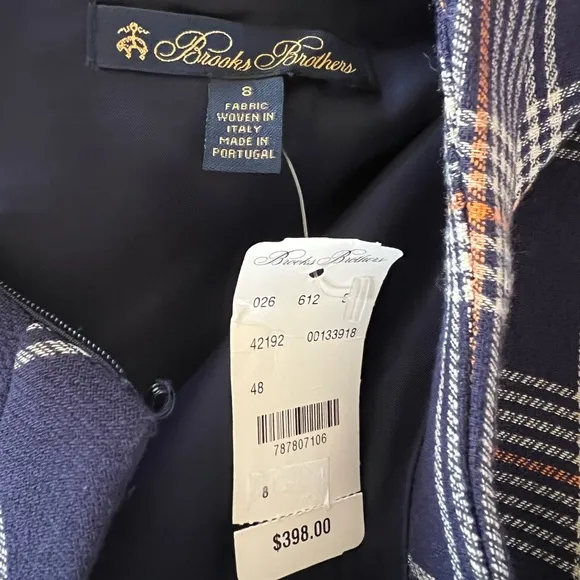 Brooks Brothers
8
FABRIC
WOVEN IN
ITALY
MADE IN
PORTUGAL
Brooks Brothers
026 612
42192 00133918
48
787807106
8
$398.00